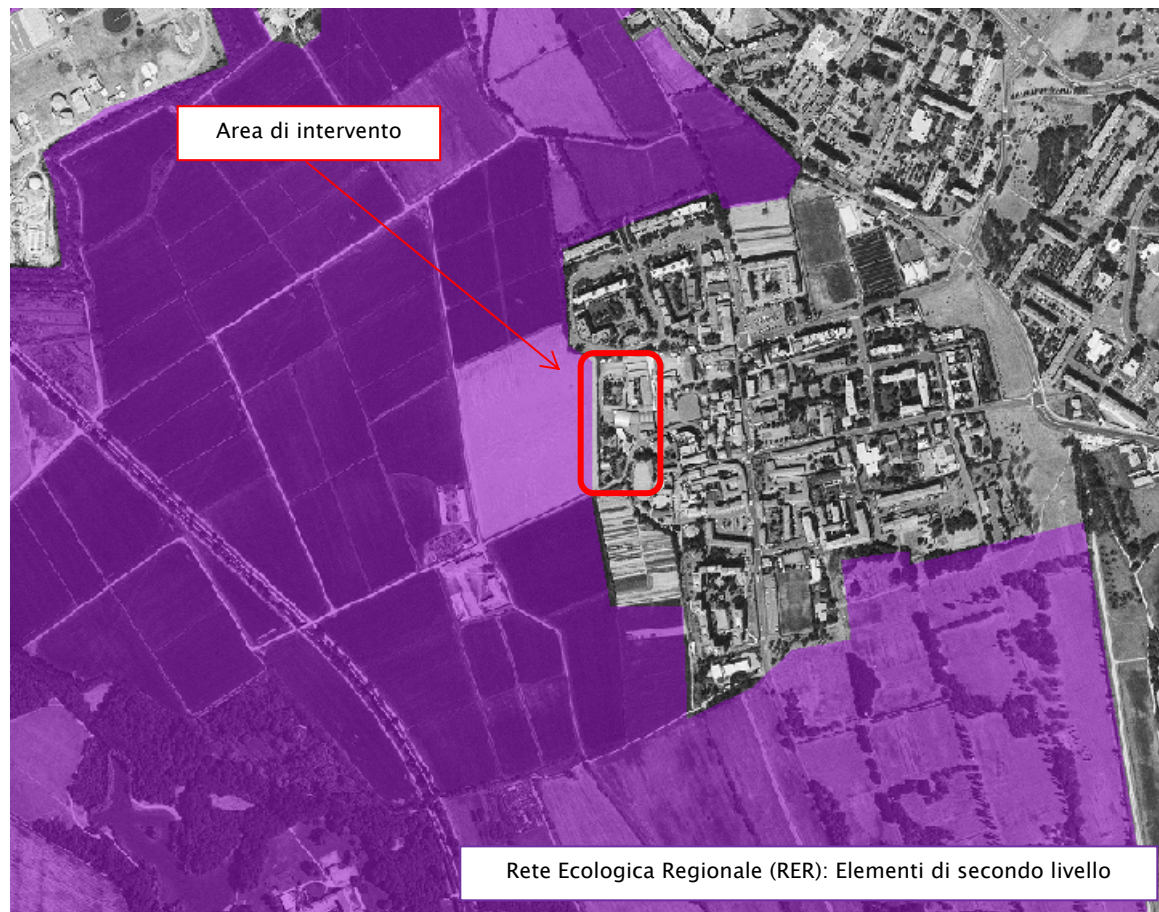 Area di intervento
Rete Ecologica Regionale (RER): Elementi di secondo livello